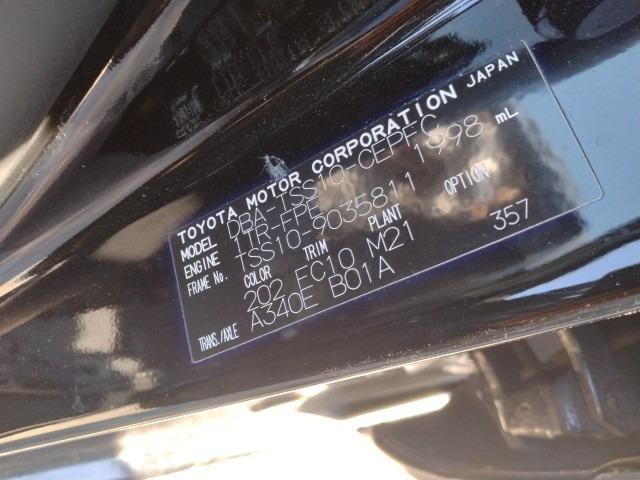 TOYOTA MOTOR CORPORATION JAPAN
MODEL DBA-TSS10-CEPFC
ENGINE 1TR-FPE 1998 mL
FRAME No. TSS10-9035811
COLOR TRIM PLANT OPTION
202 FC10 M21 357
TRANS./AXLE A340E B01A